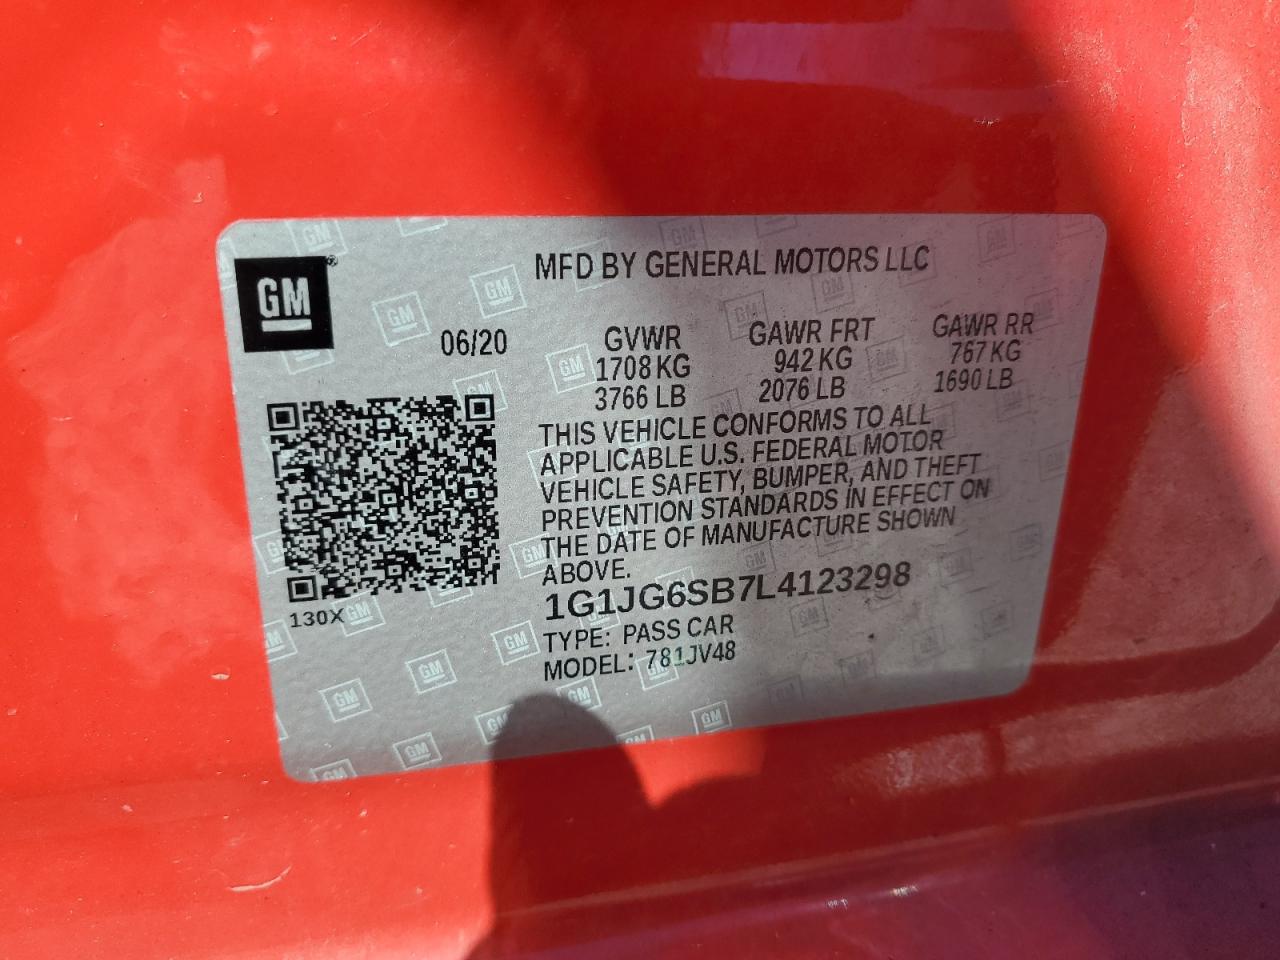 GM
MFD BY GENERAL MOTORS LLC
06/20 GVWR GAWR FRT GAWR RR
1708 KG 942 KG 767 KG
3766 LB 2076 LB 1690 LB
THIS VEHICLE CONFORMS TO ALL
APPLICABLE U.S. FEDERAL MOTOR
VEHICLE SAFETY, BUMPER, AND THEFT
PREVENTION STANDARDS IN EFFECT ON
THE DATE OF MANUFACTURE SHOWN
ABOVE.
1G1JG6SB7L4123298
TYPE: PASS CAR
MODEL: 781JV48
130X